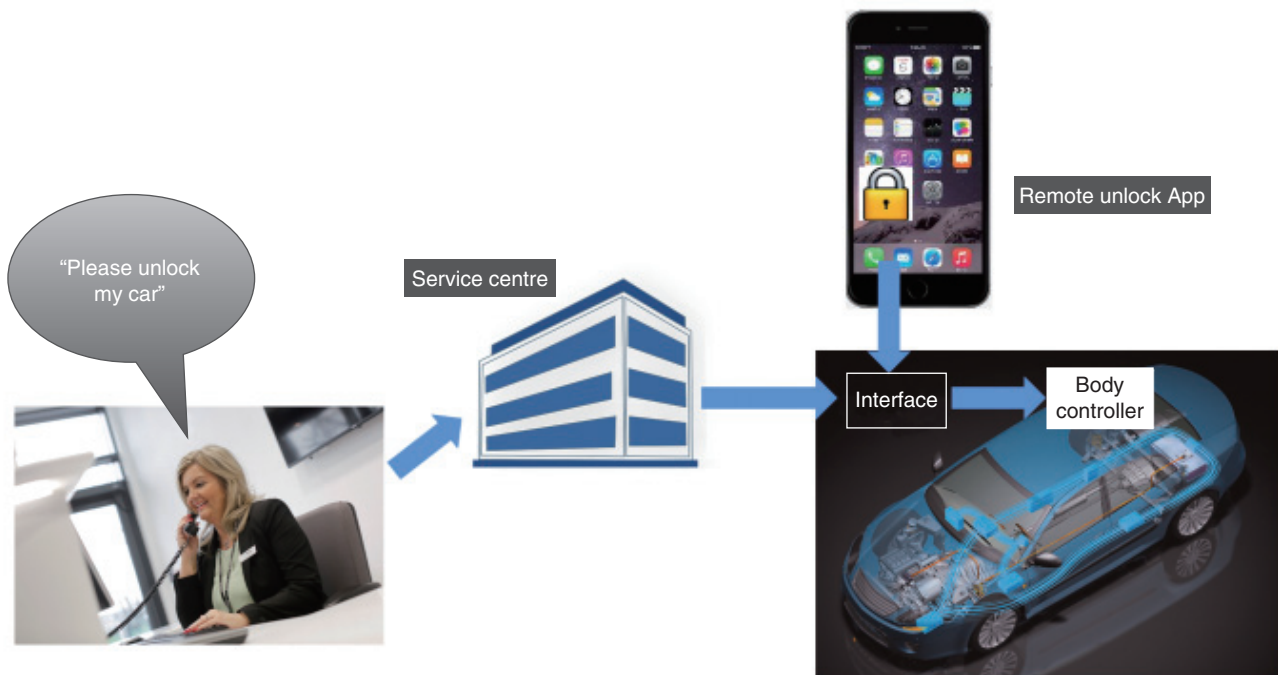 “Please unlock
my car”
Service centre
Remote unlock App
Interface
Body
controller